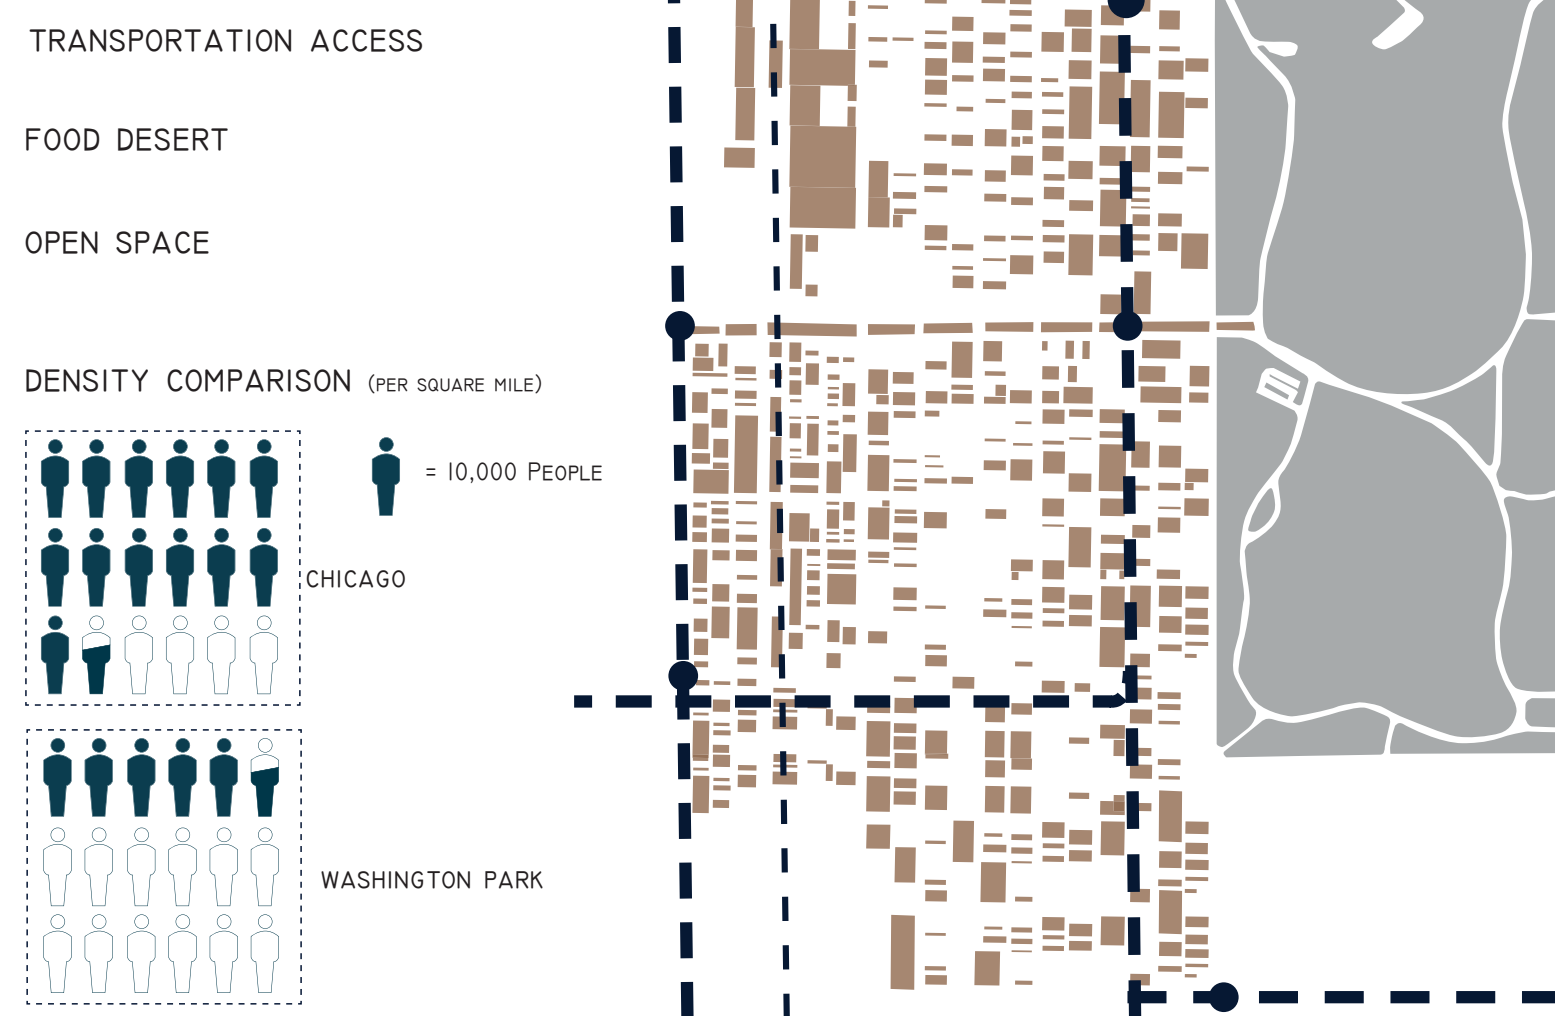 TRANSPORTATION ACCESS
FOOD DESERT
OPEN SPACE
DENSITY COMPARISON (PER SQUARE MILE)
= 10,000 PEOPLE
CHICAGO
WASHINGTON PARK